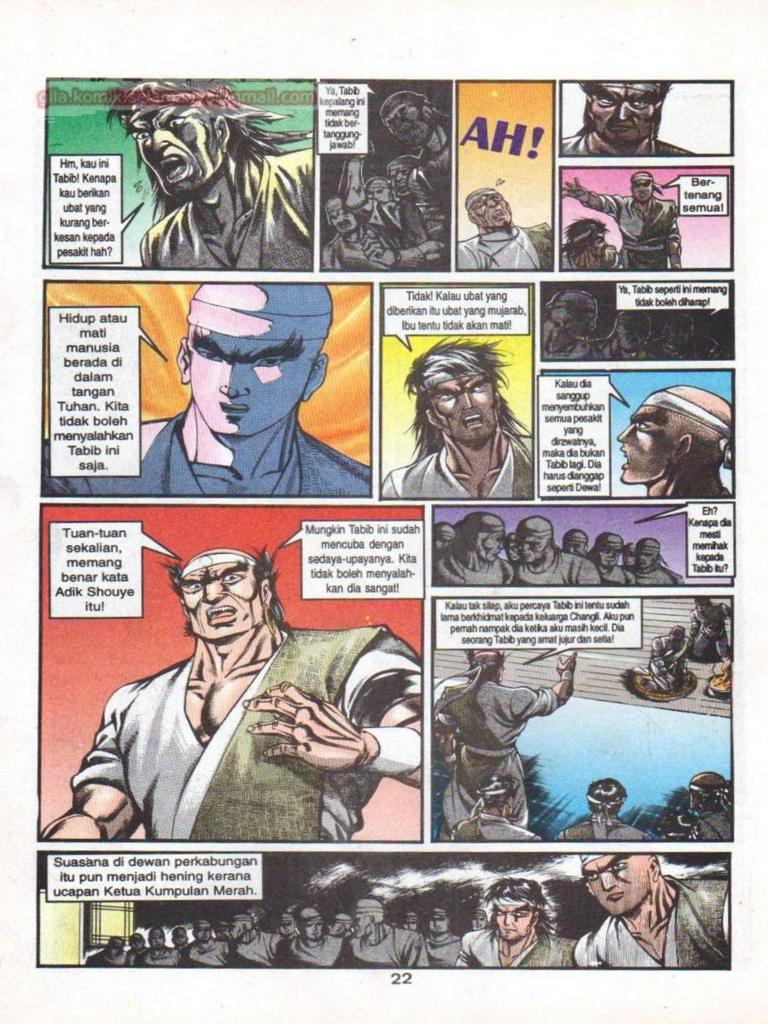 gila.komik
Hm, kau ini
Tabib! Kenapa
kau berikan
ubat yang
kurang ber-
kesan kepada
pesakit hah?
Ya, Tabib
kepalang ini
memang
tidak ber-
tanggung-
jawab!
AH!
Ber-
tenang
semua!
Hidup atau
mati
manusia
berada di
dalam
tangan
Tuhan. Kita
tidak boleh
menyalahkan
Tabib ini
saja.
Tidak! Kalau ubat yang
diberikan itu ubat yang mujarab,
Ibu tentu tidak akan mati!
Ya, Tabib seperti ini memang
tidak boleh diharap!
Kalau dia
sanggup
menyembuhkan
semua pesakit
yang
dirawatnya,
maka dia bukan
Tabib lagi. Dia
harus dianggap
seperti Dewa!
Tuan-tuan
sekalian,
memang
benar kata
Adik Shouye
itu!
Mungkin Tabib ini sudah
mencuba dengan
sedaya-upayanya. Kita
tidak boleh menyalah-
kan dia sangat!
Eh?
Kenapa dia
mesti
memihak
kepada
Tabib itu?
Kalau tak silap, aku percaya Tabib ini tentu sudah
lama berkhidmat kepada keluarga Changli. Aku pun
pernah nampak dia ketika aku masih kecil. Dia
seorang Tabib yang amat jujur dan setia!
Suasana di dewan perkabungan
itu pun menjadi hening kerana
ucapan Ketua Kumpulan Merah.
22